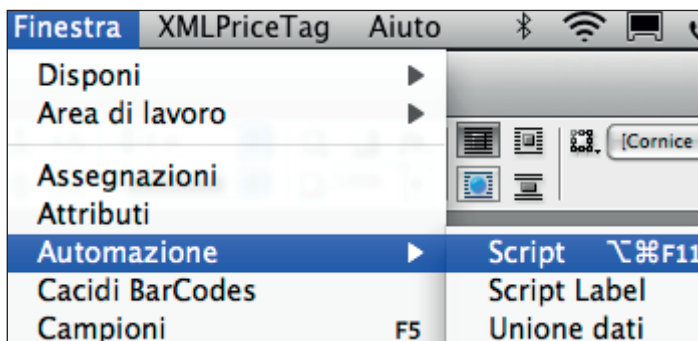 Finestra XMLPriceTag Aiuto
Disponi
Area di lavoro
[Cornice
Assegnazioni
Attributi
Automazione
Script ⌥⌘F11
Cacidi BarCodes
Script Label
Campioni F5
Unione dati